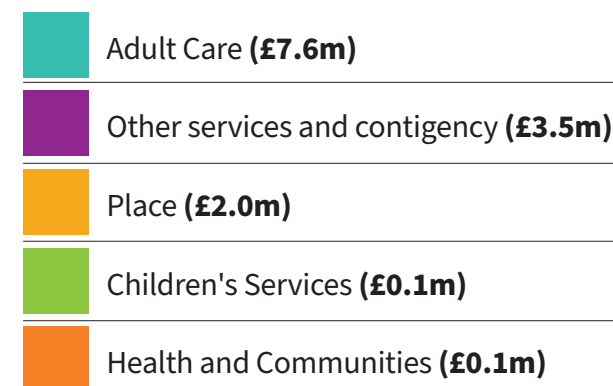 Adult Care (£7.6m)
Other services and contigency (£3.5m)
Place (£2.0m)
Children's Services (£0.1m)
Health and Communities (£0.1m)